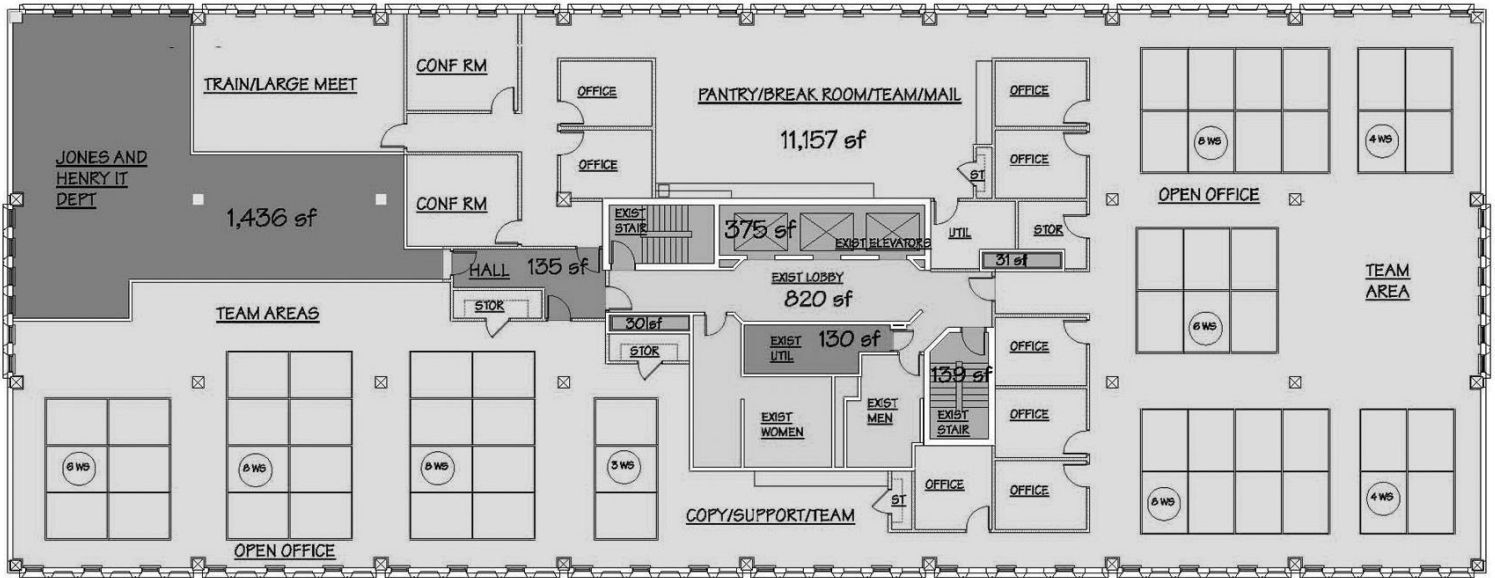 CONF RM
TRAIN/LARGE MEET
OFFICE
PANTRY/BREAK ROOM/TEAM/MAIL
OFFICE
11,157 sf
8 WS
4 WS
JONES AND
HENRY IT
DEPT
OFFICE
OFFICE
ST
OPEN OFFICE
CONF RM
1,436 sf
EXIST
STAIR
375 sf
EXIST ELEVATORS
UTIL
STOR
31 sf
HALL
135 sf
EXIST LOBBY
820 sf
TEAM
AREA
STOR
TEAM AREAS
30 sf
6 WS
EXIST
UTIL
130 sf
STOR
OFFICE
139 sf
EXIST
WOMEN
EXIST
MEN
EXIST
STAIR
OFFICE
6 WS
8 WS
8 WS
3 WS
OFFICE
OFFICE
ST
8 WS
4 WS
COPY/SUPPORT/TEAM
OPEN OFFICE